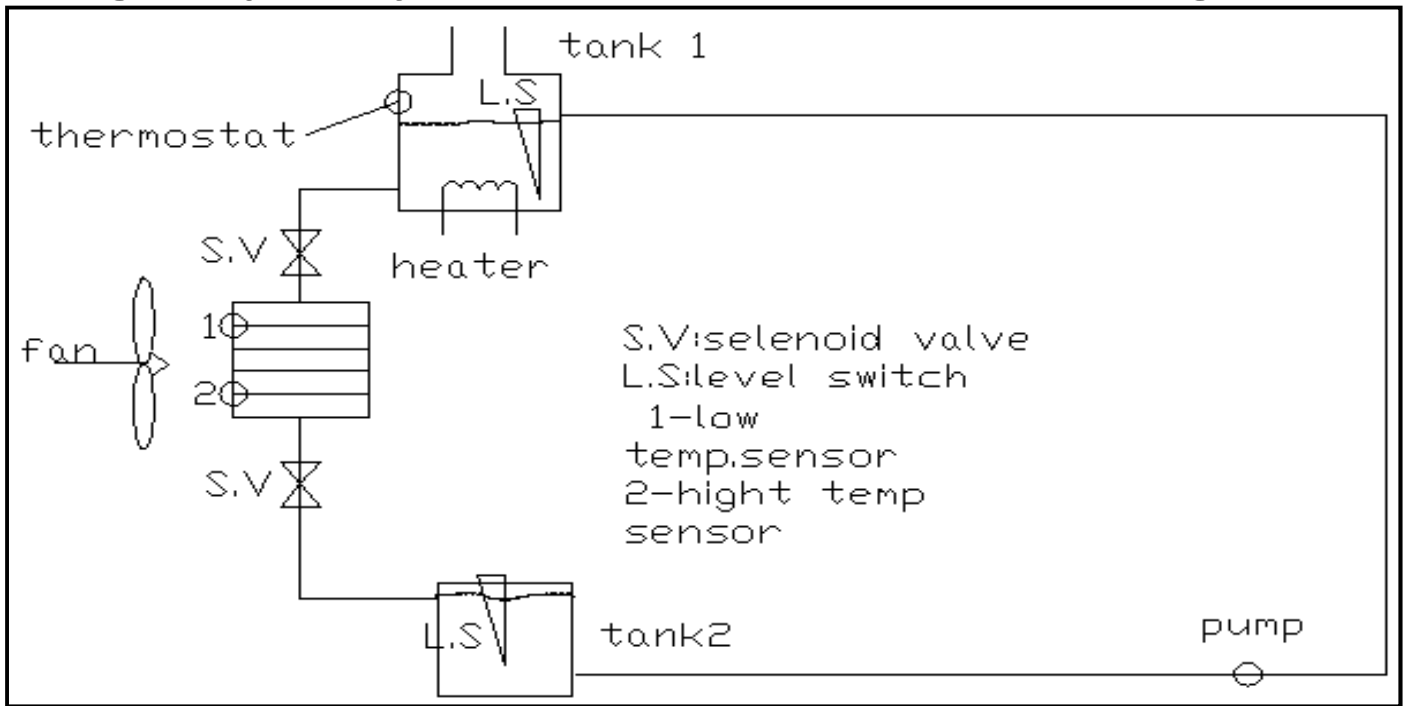 tank 1
L.S
thermostat
S.V
heater
1
fan
2
S.V:selenoid valve
L.S:level switch
1-low
temp.sensor
2-hight temp
sensor
S.V
L.S
tank2
pump